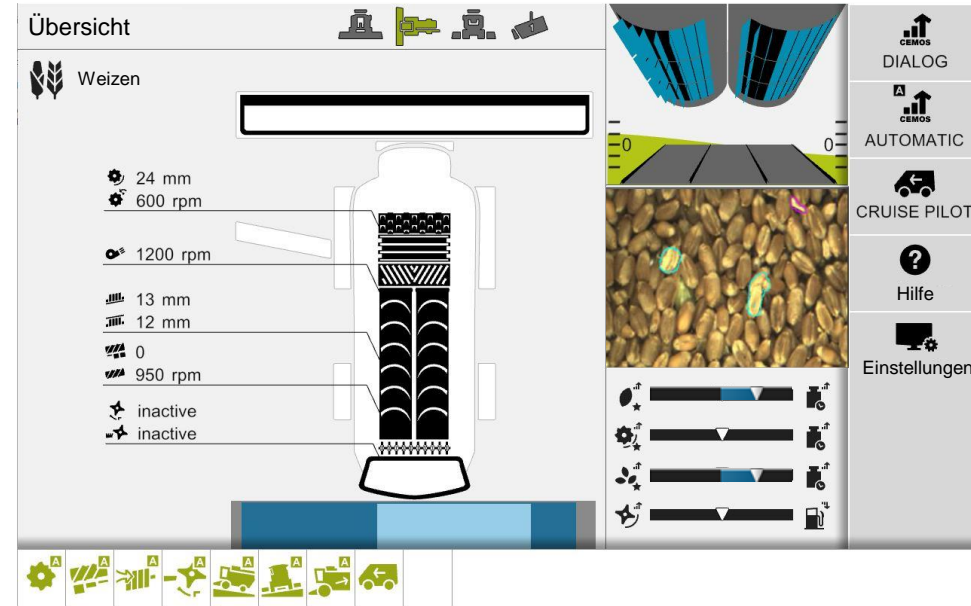 Übersicht
Weizen
24 mm
600 rpm
1200 rpm
13 mm
12 mm
0
950 rpm
inactive
inactive
0
0
CEMOS
DIALOG
A
CEMOS
AUTOMATIC
CRUISE PILOT
?
Hilfe
Einstellungen
A
A
A
A
A
A
A